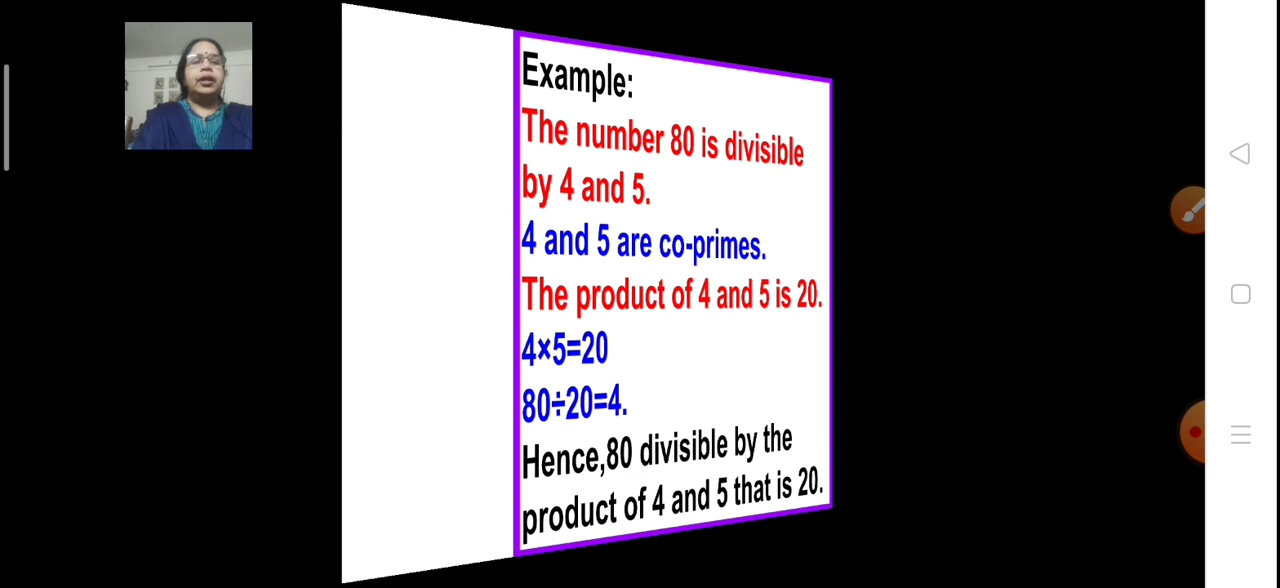 Example:
The number 80 is divisible
by 4 and 5.
4 and 5 are co-primes.
The product of 4 and 5 is 20.
4×5=20
80÷20=4.
Hence,80 divisible by the
product of 4 and 5 that is 20.